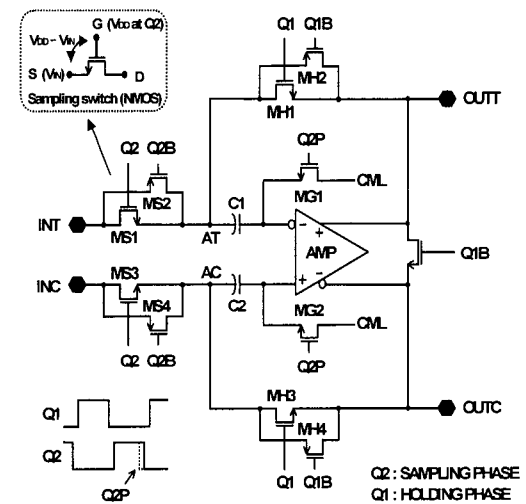 G (VDD at Q2)
VDD – VIN
S (VIN)
D
Sampling switch (NMOS)
Q1 Q1B
MH2
MH1
OUTT
Q2P
Q2 Q2B
MS2
C1
MG1
CML
INT
MS1
AT
AMP
MS3
AC
Q1B
INC
MS4
C2
MG2
CML
Q2 Q2B
Q2P
MH3
Q1
MH4
OUTC
Q2
Q1 Q1B
Q2P
Q2 : SAMPLING PHASE
Q1 : HOLDING PHASE